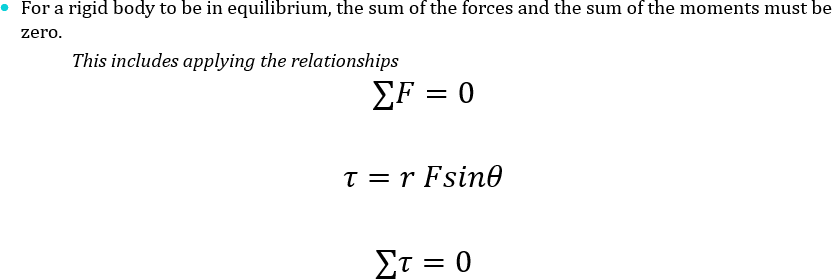 • For a rigid body to be in equilibrium, the sum of the forces and the sum of the moments must be
zero.
This includes applying the relationships
∑F = 0
τ = r Fsinθ
∑τ = 0